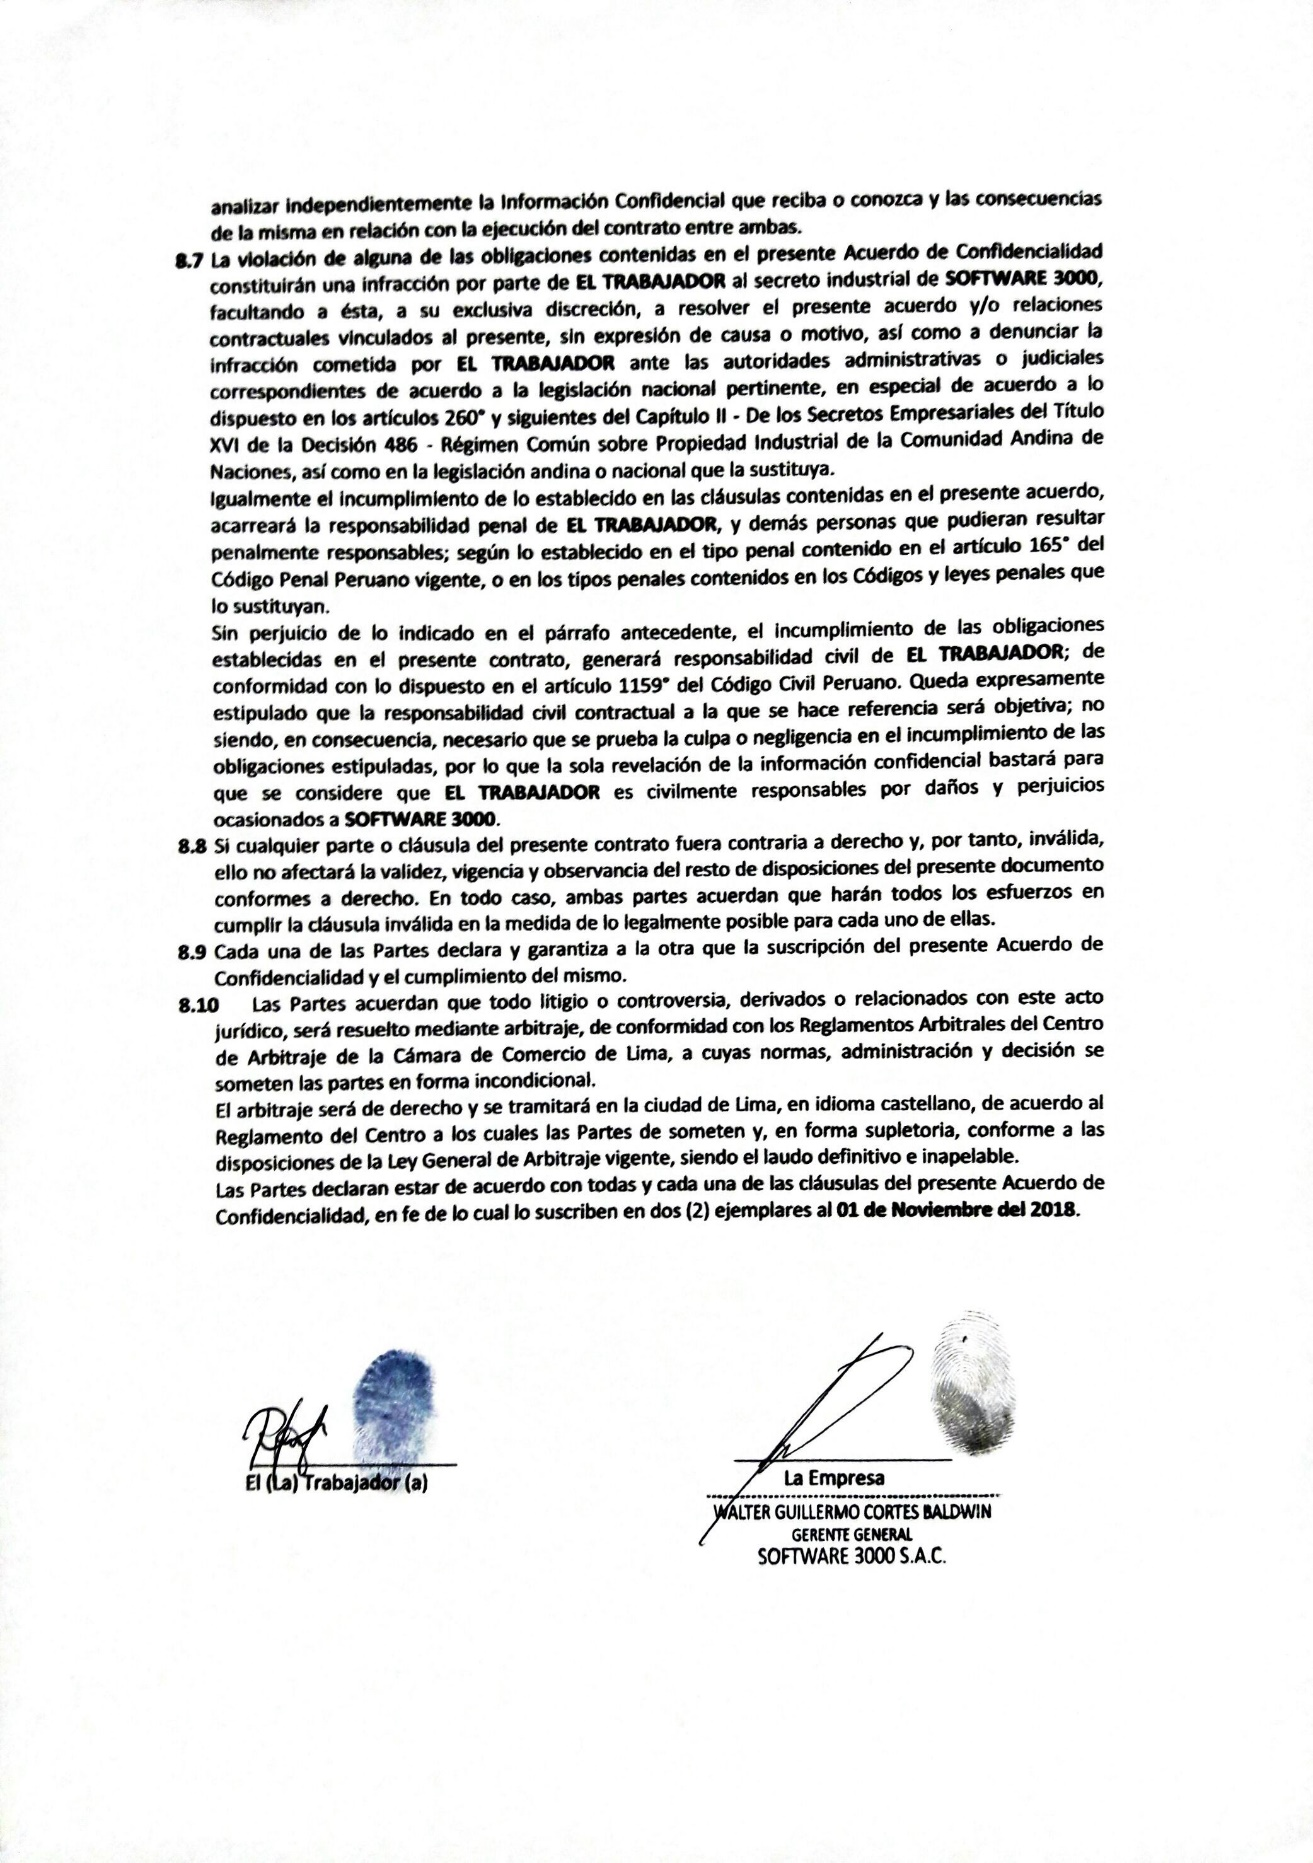 analizar independientemente la Información Confidencial que reciba o conozca y las consecuencias
de la misma en relación con la ejecución del contrato entre ambas.
8.7 La violación de alguna de las obligaciones contenidas en el presente Acuerdo de Confidencialidad
constituirán una infracción por parte de EL TRABAJADOR al secreto industrial de SOFTWARE 3000,
facultando a ésta, a su exclusiva discreción, a resolver el presente acuerdo y/o relaciones
contractuales vinculados al presente, sin expresión de causa o motivo, así como a denunciar la
infracción cometida por EL TRABAJADOR ante las autoridades administrativas o judiciales
correspondientes de acuerdo a la legislación nacional pertinente, en especial de acuerdo a lo
dispuesto en los artículos 260° y siguientes del Capítulo II - De los Secretos Empresariales del Título
XVI de la Decisión 486 - Régimen Común sobre Propiedad Industrial de la Comunidad Andina de
Naciones, así como en la legislación andina o nacional que la sustituya.
Igualmente el incumplimiento de lo establecido en las cláusulas contenidas en el presente acuerdo,
acarreará la responsabilidad penal de EL TRABAJADOR, y demás personas que pudieran resultar
penalmente responsables; según lo establecido en el tipo penal contenido en el artículo 165° del
Código Penal Peruano vigente, o en los tipos penales contenidos en los Códigos y leyes penales que
lo sustituyan.
Sin perjuicio de lo indicado en el párrafo antecedente, el incumplimiento de las obligaciones
establecidas en el presente contrato, generará responsabilidad civil de EL TRABAJADOR; de
conformidad con lo dispuesto en el artículo 1159° del Código Civil Peruano. Queda expresamente
estipulado que la responsabilidad civil contractual a la que se hace referencia será objetiva; no
siendo, en consecuencia, necesario que se prueba la culpa o negligencia en el incumplimiento de las
obligaciones estipuladas, por lo que la sola revelación de la información confidencial bastará para
que se considere que EL TRABAJADOR es civilmente responsables por daños y perjuicios
ocasionados a SOFTWARE 3000.
8.8 Si cualquier parte o cláusula del presente contrato fuera contraria a derecho y, por tanto, inválida,
ello no afectará la validez, vigencia y observancia del resto de disposiciones del presente documento
conformes a derecho. En todo caso, ambas partes acuerdan que harán todos los esfuerzos en
cumplir la cláusula inválida en la medida de lo legalmente posible para cada uno de ellas.
8.9 Cada una de las Partes declara y garantiza a la otra que la suscripción del presente Acuerdo de
Confidencialidad y el cumplimiento del mismo.
8.10 Las Partes acuerdan que todo litigio o controversia, derivados o relacionados con este acto
jurídico, será resuelto mediante arbitraje, de conformidad con los Reglamentos Arbitrales del Centro
de Arbitraje de la Cámara de Comercio de Lima, a cuyas normas, administración y decisión se
someten las partes en forma incondicional.
El arbitraje será de derecho y se tramitará en la ciudad de Lima, en idioma castellano, de acuerdo al
Reglamento del Centro a los cuales las Partes de someten y, en forma supletoria, conforme a las
disposiciones de la Ley General de Arbitraje vigente, siendo el laudo definitivo e inapelable.
Las Partes declaran estar de acuerdo con todas y cada una de las cláusulas del presente Acuerdo de
Confidencialidad, en fe de lo cual lo suscriben en dos (2) ejemplares al 01 de Noviembre del 2018.
El (La) Trabajador (a)
La Empresa
WALTER GUILLERMO CORTES BALDWIN
GERENTE GENERAL
SOFTWARE 3000 S.A.C.